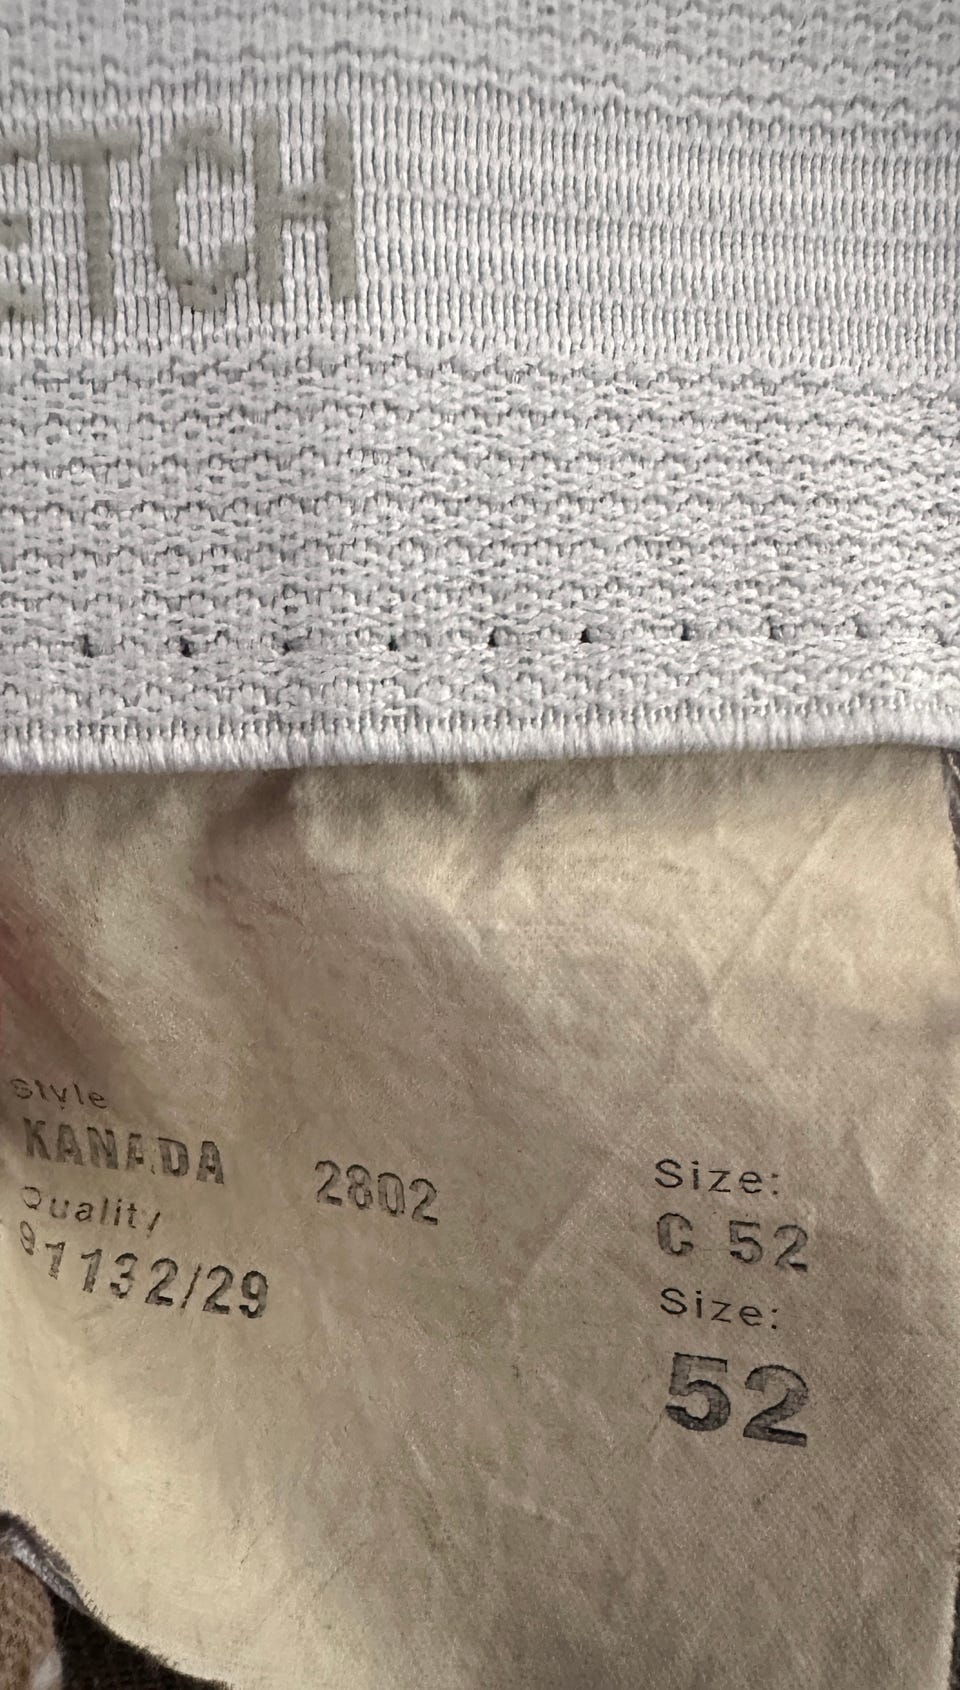 ETCH
Style
KANADA 2802
Quality
91132/29
Size:
C 52
Size:
52